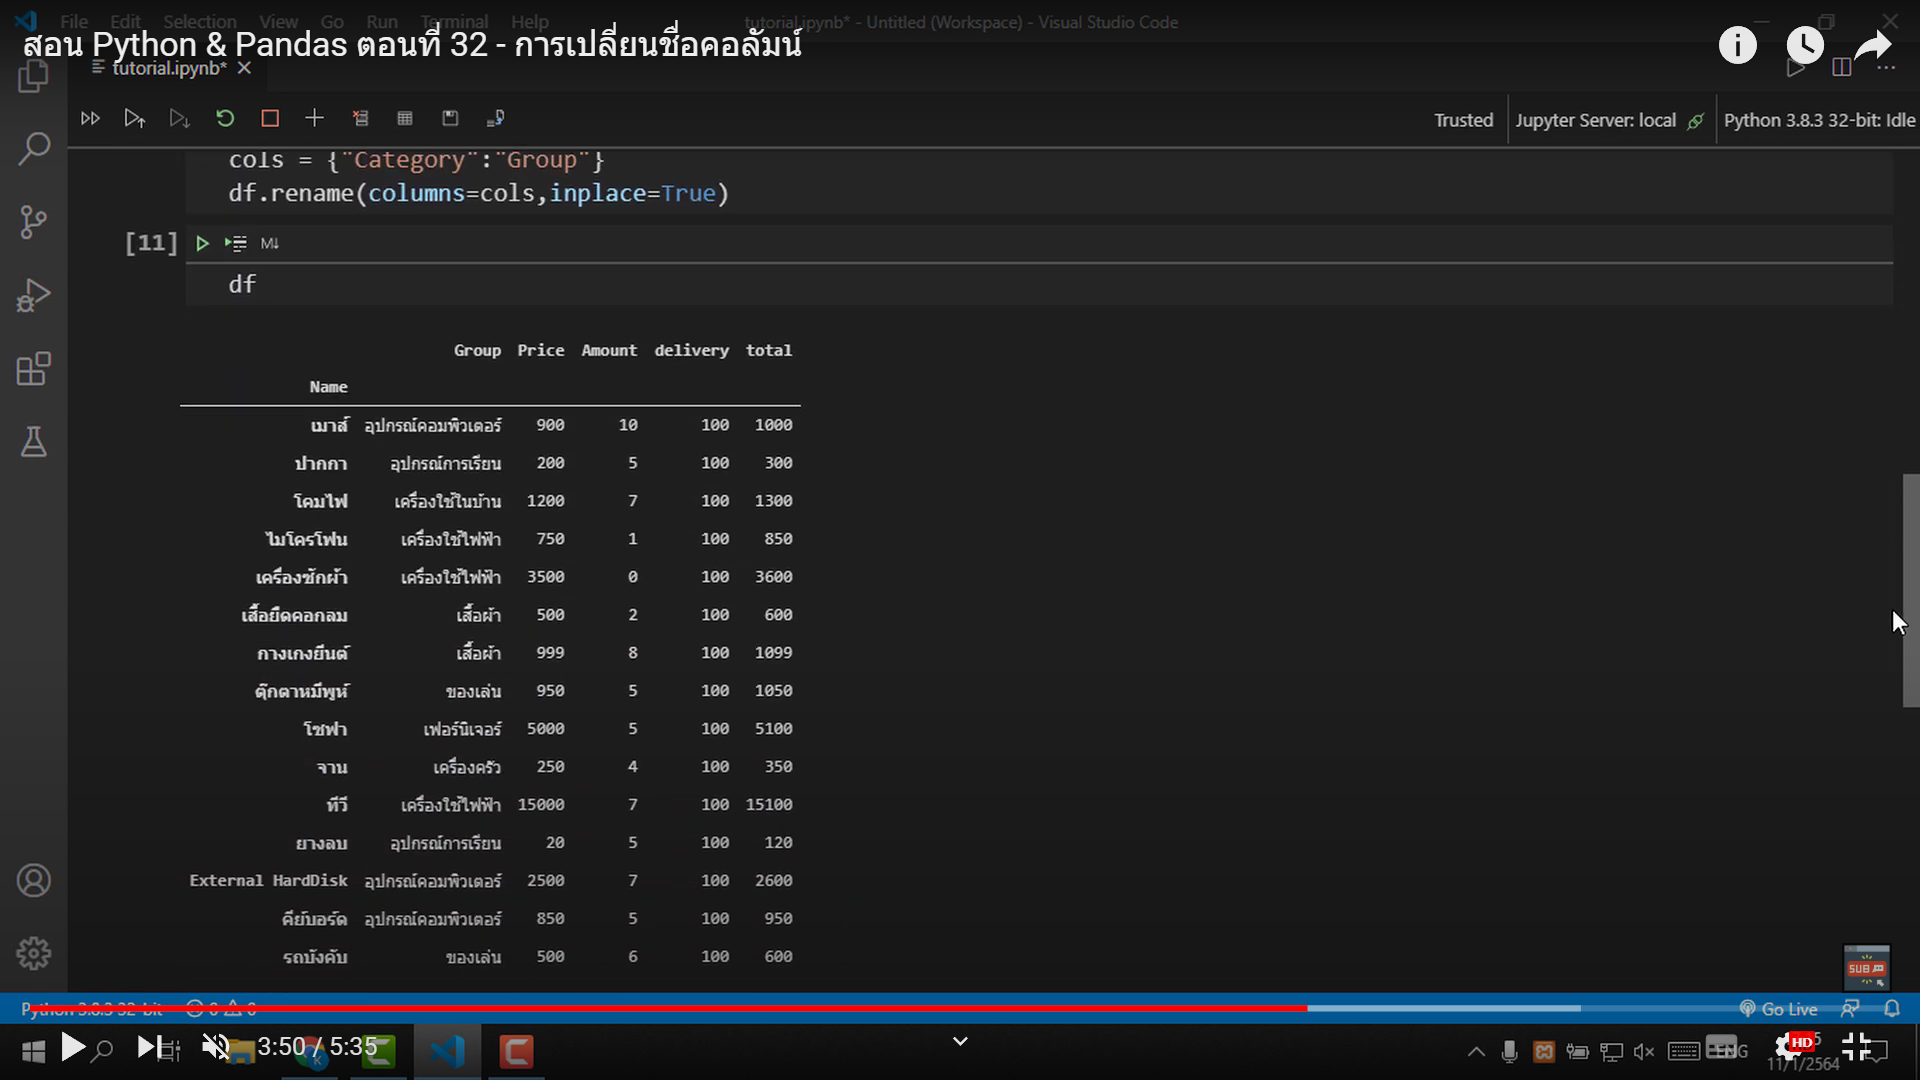 File Edit Selection View Go Run Terminal Help tutorial.ipynb* - Untitled (Workspace) - Visual Studio Code
สอน Python & Pandas ตอนที่ 32 - การเปลี่ยนชื่อคอลัมน์
tutorial.ipynb*
Trusted Jupyter Server: local Python 3.8.3 32-bit: Idle
cols = {"Category":"Group"}
df.rename(columns=cols,inplace=True)
[11] M↓
df
Group Price Amount delivery total
Name
เมาส์ อุปกรณ์คอมพิวเตอร์ 900 10 100 1000
ปากกา อุปกรณ์การเรียน 200 5 100 300
โคมไฟ เครื่องใช้ในบ้าน 1200 7 100 1300
ไมโครโฟน เครื่องใช้ไฟฟ้า 750 1 100 850
เครื่องซักผ้า เครื่องใช้ไฟฟ้า 3500 0 100 3600
เสื้อยืดคอกลม เสื้อผ้า 500 2 100 600
กางเกงยีนต์ เสื้อผ้า 999 8 100 1099
ตุ๊กตาหมีพูห์ ของเล่น 950 5 100 1050
โซฟา เฟอร์นิเจอร์ 5000 5 100 5100
จาน เครื่องครัว 250 4 100 350
ทีวี เครื่องใช้ไฟฟ้า 15000 7 100 15100
ยางลบ อุปกรณ์การเรียน 20 5 100 120
External HardDisk อุปกรณ์คอมพิวเตอร์ 2500 7 100 2600
คีย์บอร์ด อุปกรณ์คอมพิวเตอร์ 850 5 100 950
รถบังคับ ของเล่น 500 6 100 600
SUB
Python 3.8.3 32-bit 0 0 Go Live
3:50 / 5:35 ENG HD
11/1/2564